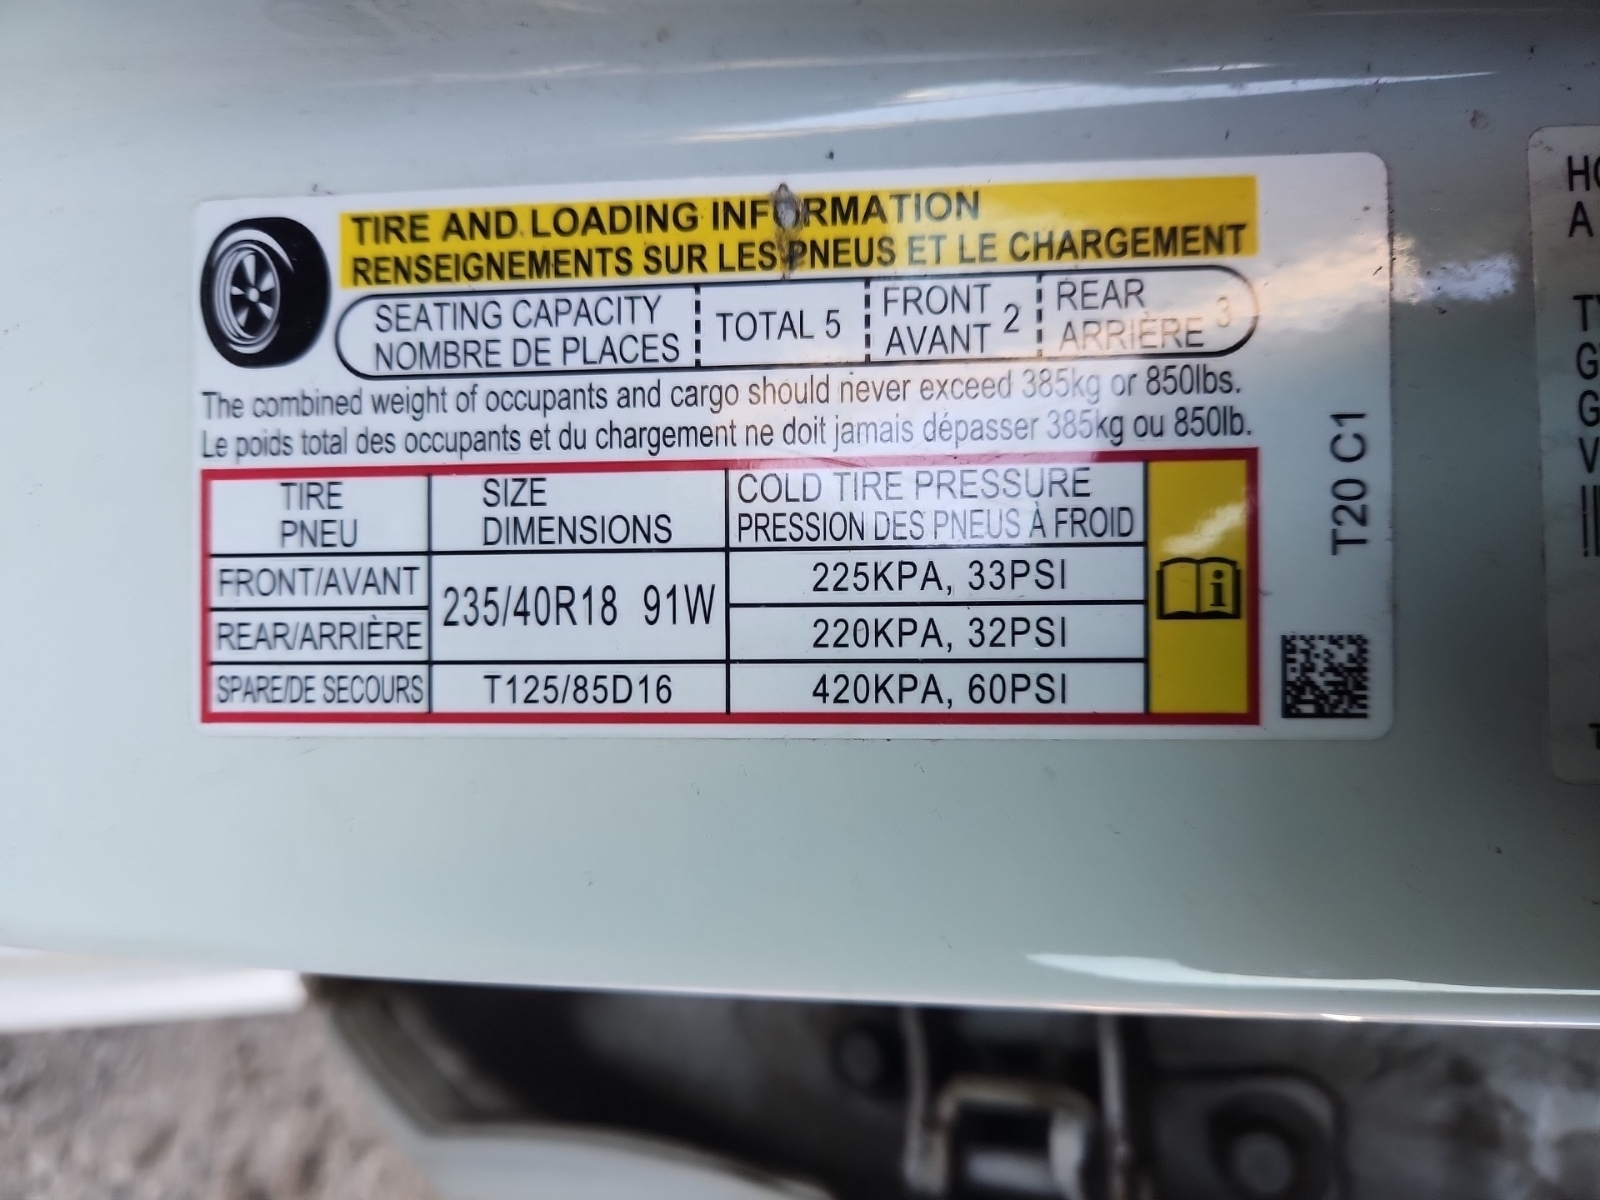 TIRE AND LOADING INFORMATION
RENSEIGNEMENTS SUR LES PNEUS ET LE CHARGEMENT
SEATING CAPACITY
NOMBRE DE PLACES
TOTAL 5
FRONT
AVANT 2
REAR
ARRIÈRE 3
The combined weight of occupants and cargo should never exceed 385kg or 850lbs.
Le poids total des occupants et du chargement ne doit jamais dépasser 385kg ou 850lb.
TIRE
PNEU
SIZE
DIMENSIONS
COLD TIRE PRESSURE
PRESSION DES PNEUS À FROID
FRONT/AVANT
235/40R18 91W
225KPA, 33PSI
REAR/ARRIÈRE
220KPA, 32PSI
SPARE/DE SECOURS
T125/85D16
420KPA, 60PSI
i
T20 C1